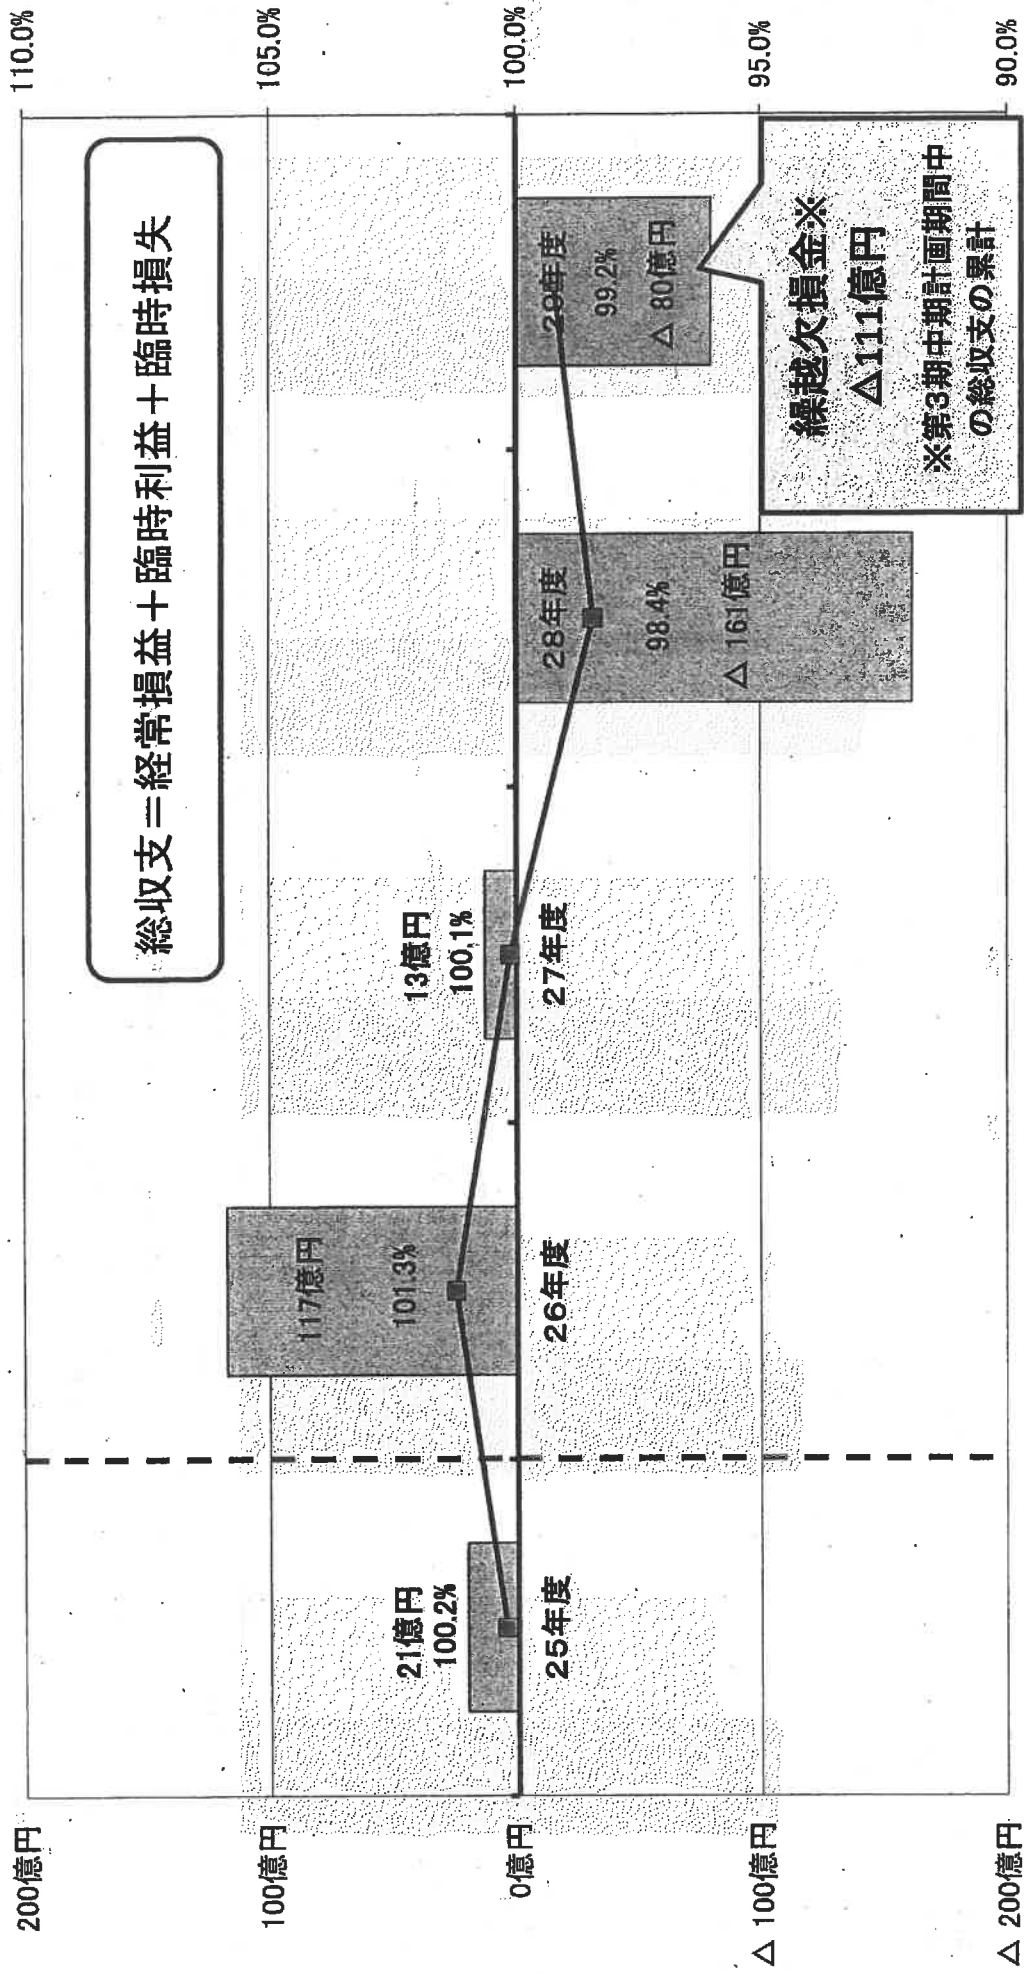 総収支＝経常損益＋臨時利益＋臨時損失
200億円
100億円
0億円
△ 100億円
△ 200億円
110.0%
105.0%
100.0%
95.0%
90.0%
21億円
100.2%
25年度
117億円
101.3%
26年度
13億円
100.1%
27年度
28年度
98.4%
△ 161億円
29年度
99.2%
△ 80億円
繰越欠損金※
△111億円
※第3期中期計画期間中
の総収支の累計